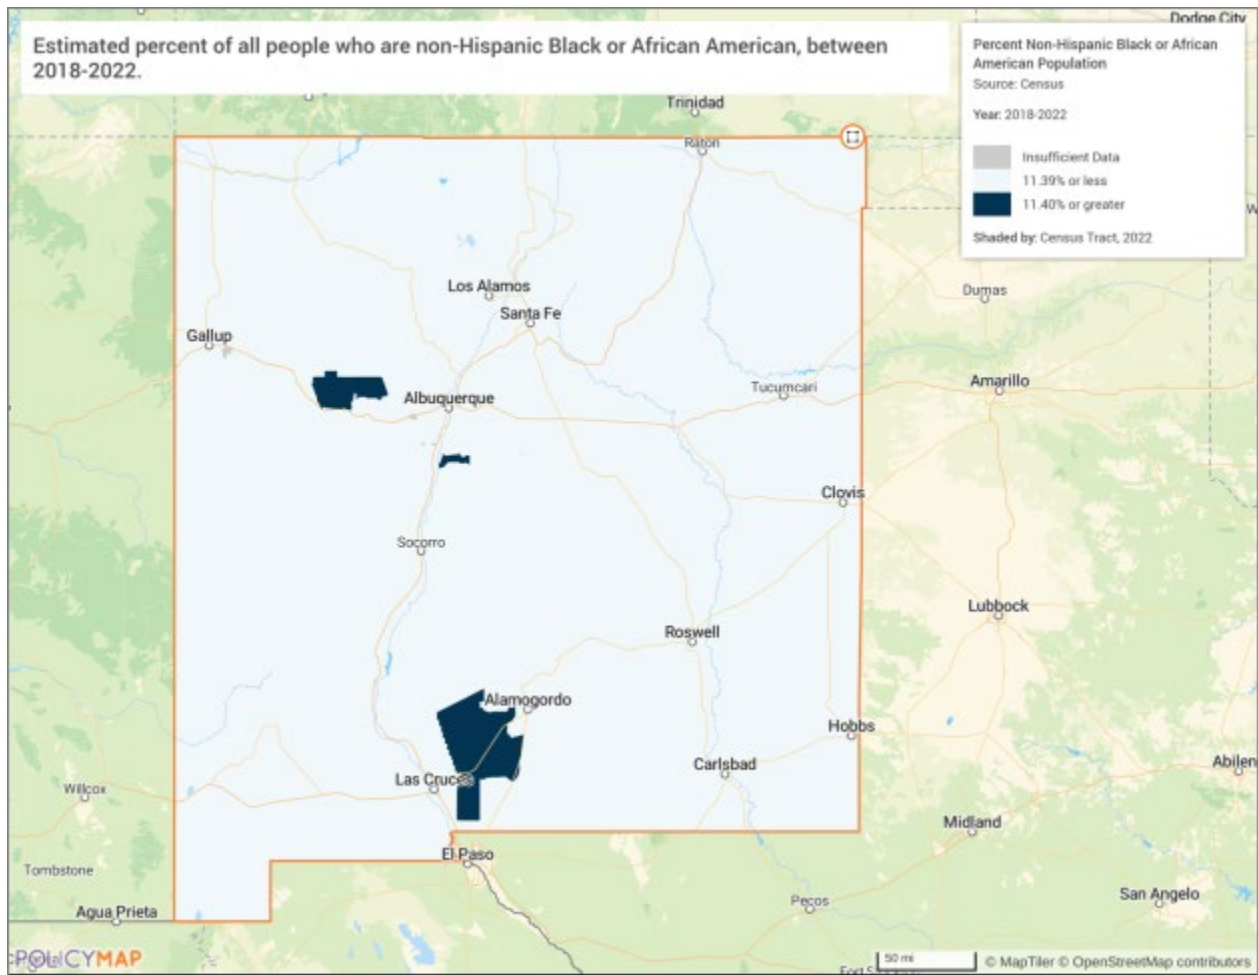 Dodge City
Estimated percent of all people who are non-Hispanic Black or African American, between
2018-2022.
Percent Non-Hispanic Black or African
American Population
Source: Census
Year: 2018-2022
Insufficient Data
11.39% or less
11.40% or greater
Shaded by: Census Tract, 2022
Trinidad
Raton
Los Alamos
Santa Fe
Dumas
Gallup
Albuquerque
Tucumcari
Amarillo
Clovis
Socorro
Lubbock
Roswell
Alamogordo
Hobbs
Carlsbad
Las Cruces
Abilen
Willcox
Midland
El Paso
Tombstone
Agua Prieta
Pecos
San Angelo
POLICYMAP
50 mi
© MapTiler © OpenStreetMap contributors